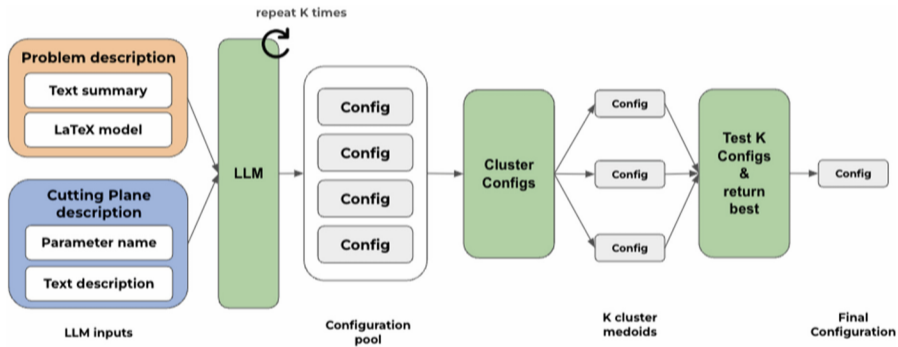 repeat K times
Problem description
Text summary
LaTeX model
Cutting Plane
description
Parameter name
Text description
LLM inputs
LLM
Config
Config
Config
Config
Configuration
pool
Cluster
Configs
Config
Config
Config
K cluster
medoids
Test K
Configs
&
return
best
Config
Final
Configuration